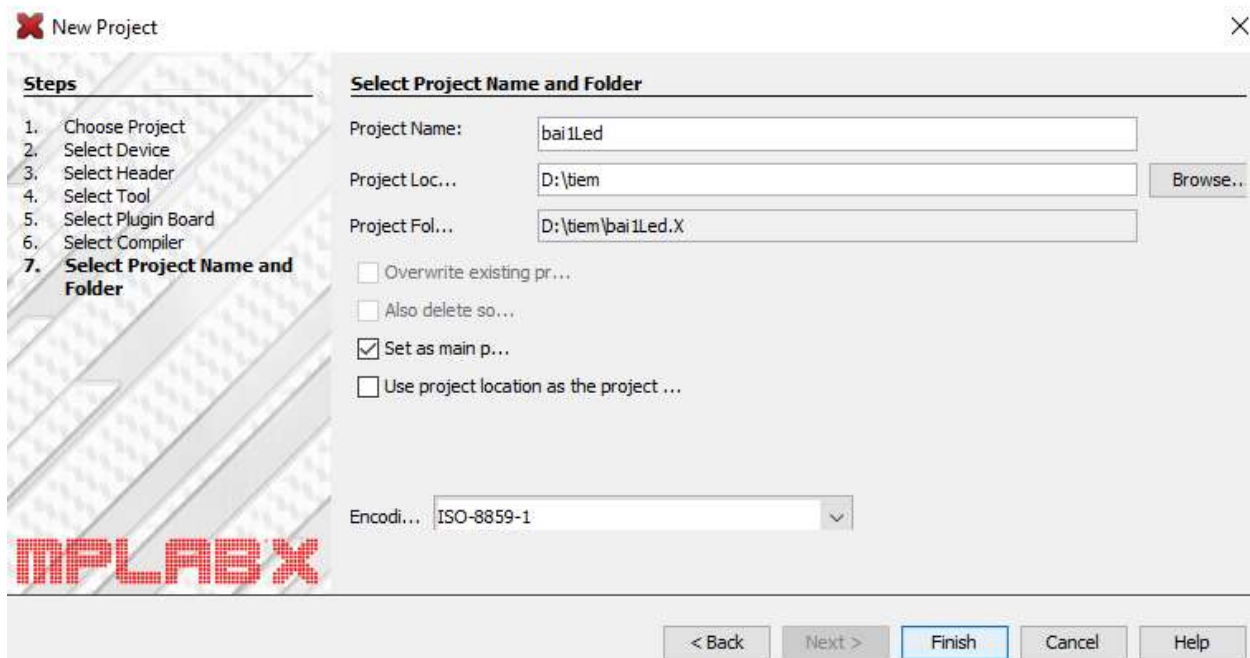 New Project
Steps
1. Choose Project
2. Select Device
3. Select Header
4. Select Tool
5. Select Plugin Board
6. Select Compiler
7. Select Project Name and
Folder
MPLAB X
Select Project Name and Folder
Project Name: bai1Led
Project Loc... D:\tiem Browse...
Project Fol... D:\tiem\bai1Led.X
Overwrite existing pr...
Also delete so...
Set as main p...
Use project location as the project ...
Encodi... ISO-8859-1
< Back Next > Finish Cancel Help